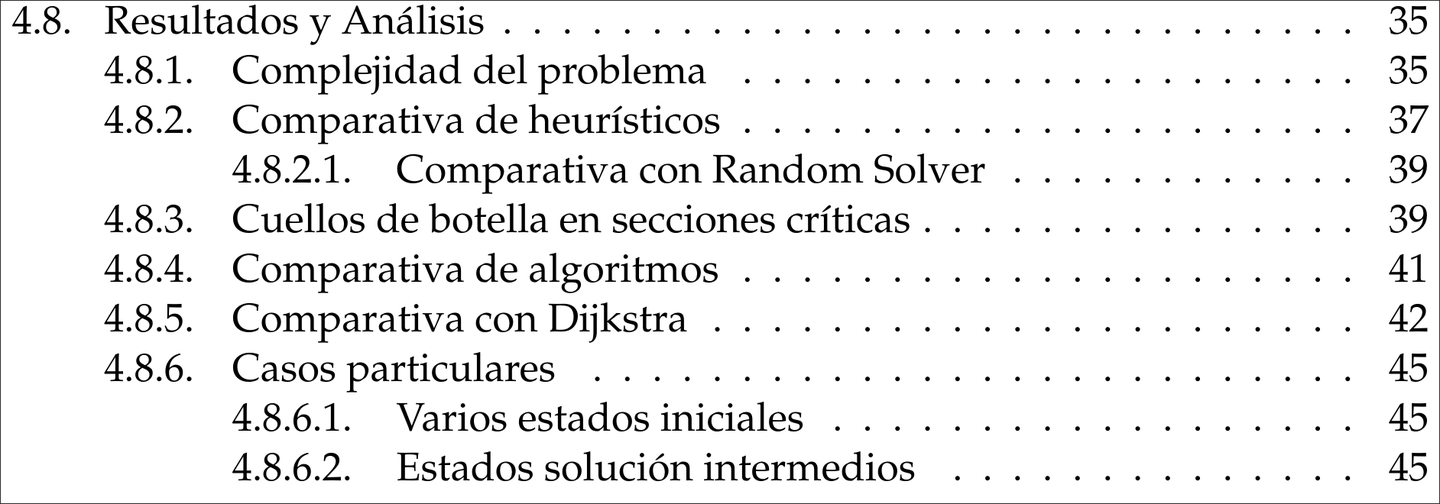 4.8. Resultados y Análisis . . . . . . . . . . . . . . . . . . . . . . . . . . . . . 35
4.8.1. Complejidad del problema . . . . . . . . . . . . . . . . . . . . . 35
4.8.2. Comparativa de heurísticos . . . . . . . . . . . . . . . . . . . . . 37
4.8.2.1. Comparativa con Random Solver . . . . . . . . . . . . 39
4.8.3. Cuellos de botella en secciones críticas . . . . . . . . . . . . . . . 39
4.8.4. Comparativa de algoritmos . . . . . . . . . . . . . . . . . . . . . 41
4.8.5. Comparativa con Dijkstra . . . . . . . . . . . . . . . . . . . . . . 42
4.8.6. Casos particulares . . . . . . . . . . . . . . . . . . . . . . . . . . 45
4.8.6.1. Varios estados iniciales . . . . . . . . . . . . . . . . . . 45
4.8.6.2. Estados solución intermedios . . . . . . . . . . . . . . 45